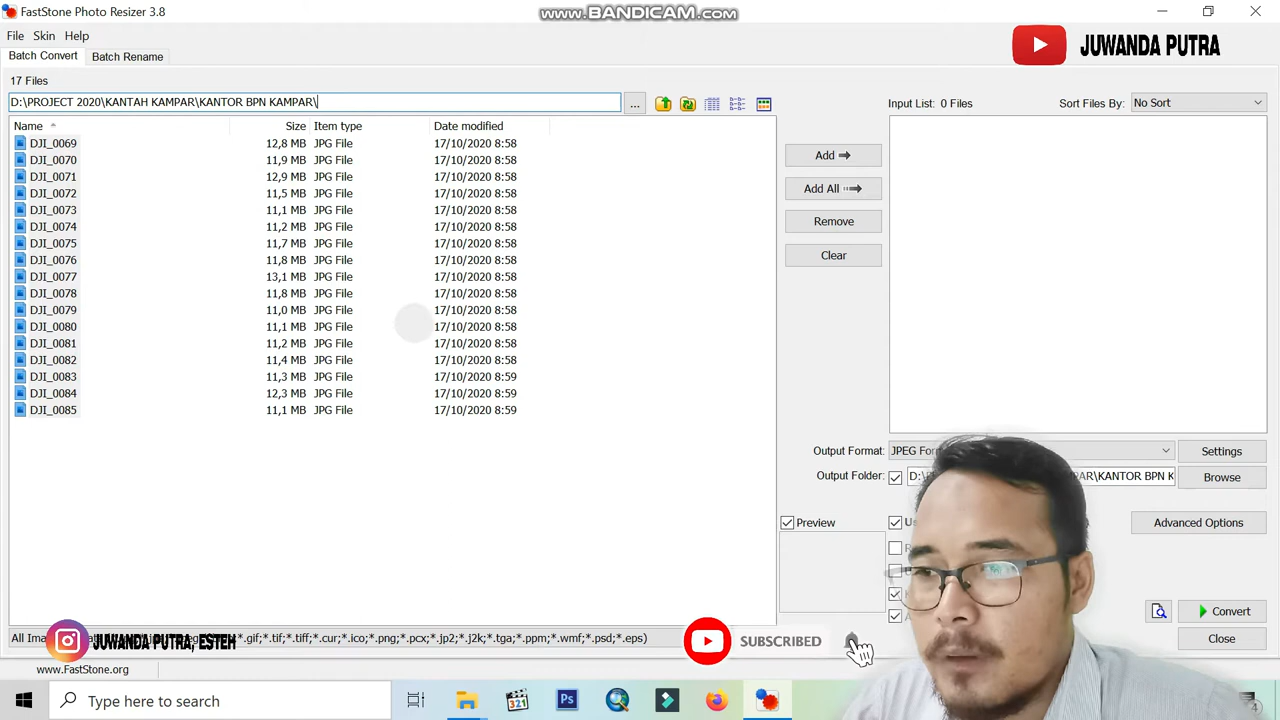 FastStone Photo Resizer 3.8
www.BANDICAM.com
File Skin Help
JUWANDA PUTRA
Batch Convert Batch Rename
17 Files
D:\PROJECT 2020\KANTAH KAMPAR\KANTOR BPN KAMPAR\
...
Input List: 0 Files
Sort Files By: No Sort
Name Size Item type Date modified
DJI_0069 12,8 MB JPG File 17/10/2020 8:58
DJI_0070 11,9 MB JPG File 17/10/2020 8:58
DJI_0071 12,9 MB JPG File 17/10/2020 8:58
DJI_0072 11,5 MB JPG File 17/10/2020 8:58
DJI_0073 11,1 MB JPG File 17/10/2020 8:58
DJI_0074 11,2 MB JPG File 17/10/2020 8:58
DJI_0075 11,7 MB JPG File 17/10/2020 8:58
DJI_0076 11,8 MB JPG File 17/10/2020 8:58
DJI_0077 13,1 MB JPG File 17/10/2020 8:58
DJI_0078 11,8 MB JPG File 17/10/2020 8:58
DJI_0079 11,0 MB JPG File 17/10/2020 8:58
DJI_0080 11,1 MB JPG File 17/10/2020 8:58
DJI_0081 11,2 MB JPG File 17/10/2020 8:58
DJI_0082 11,4 MB JPG File 17/10/2020 8:58
DJI_0083 11,3 MB JPG File 17/10/2020 8:59
DJI_0084 12,3 MB JPG File 17/10/2020 8:59
DJI_0085 11,1 MB JPG File 17/10/2020 8:59
Add
Add All
Remove
Clear
Output Format: JPEG Settings
Output Folder: D:\ KANTOR BPN K Browse
Preview
Advanced Options
Convert
Close
*.gif;*.tif;*.tiff;*.cur;*.ico;*.png;*.pcx;*.jp2;*.j2k;*.tga;*.ppm;*.wmf;*.psd;*.eps)
JUWANDA PUTRA, ESTEH
SUBSCRIBED
www.FastStone.org
Type here to search
321
Ps